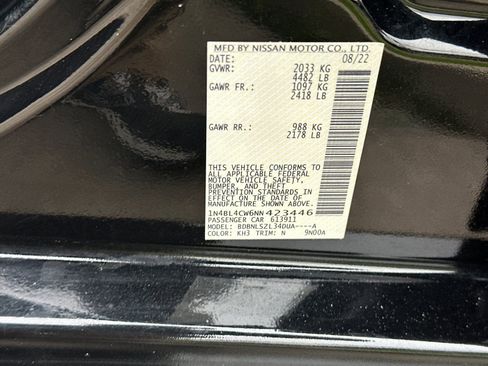 MFD BY NISSAN MOTOR CO., LTD.
DATE: 08/22
GVWR: 2033 KG
4482 LB
GAWR FR.: 1097 KG
2418 LB
GAWR RR.: 988 KG
2178 LB
THIS VEHICLE CONFORMS TO
ALL APPLICABLE FEDERAL
MOTOR VEHICLE SAFETY,
BUMPER, AND THEFT
PREVENTION STANDARDS IN
EFFECT ON THE DATE OF
MANUFACTURE SHOWN ABOVE.
1N4BL4CW6NN423446
PASSENGER CAR 613911
MODEL: BDBNLSZL34DUA----A
COLOR: KH3 TRIM: N 9N00A